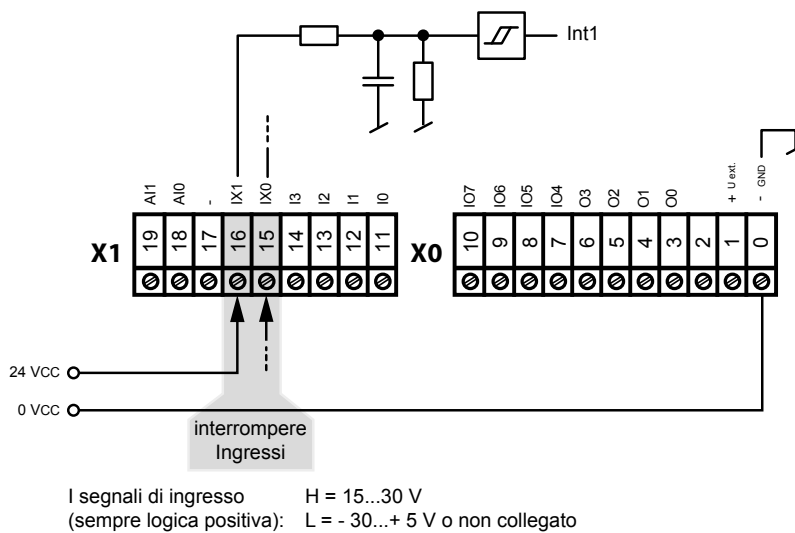 Int1
AI1 AI0 - IX1 IX0 I3 I2 I1 I0
IO7 IO6 IO5 IO4 O3 O2 O1 O0 + U ext. - GND
X1 19 18 17 16 15 14 13 12 11
X0 10 9 8 7 6 5 4 3 2 1 0
24 VCC
0 VCC
interrompere
Ingressi
I segnali di ingresso H = 15...30 V
(sempre logica positiva): L = - 30...+ 5 V o non collegato